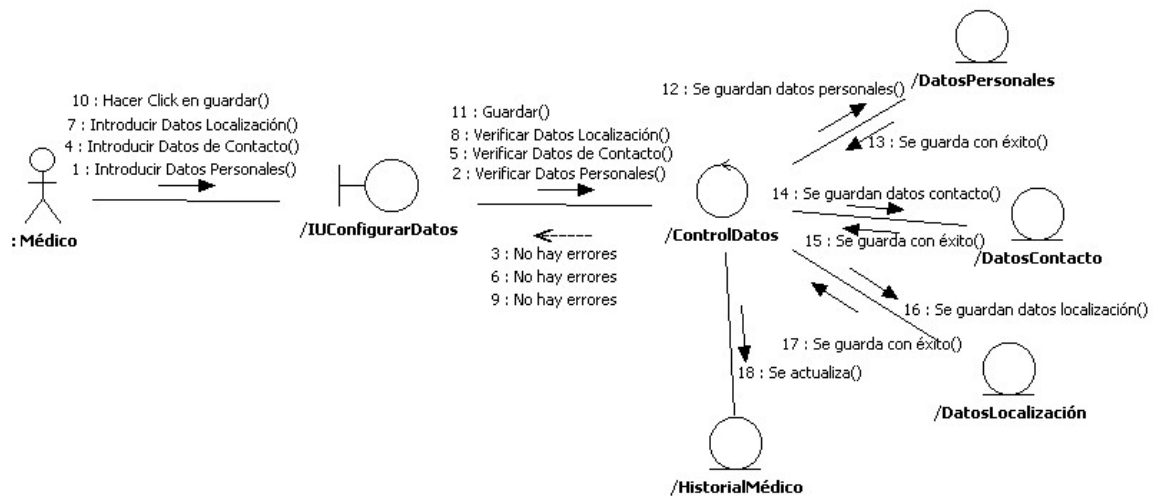 /DatosPersonales
12 : Se guardan datos personales()
13 : Se guarda con éxito()
10 : Hacer Click en guardar()
7 : Introducir Datos Localización()
4 : Introducir Datos de Contacto()
1 : Introducir Datos Personales()
: Médico
/IUConfigurarDatos
11 : Guardar()
8 : Verificar Datos Localización()
5 : Verificar Datos de Contacto()
2 : Verificar Datos Personales()
3 : No hay errores
6 : No hay errores
9 : No hay errores
/ControlDatos
14 : Se guardan datos contacto()
15 : Se guarda con éxito()
/DatosContacto
16 : Se guardan datos localización()
17 : Se guarda con éxito()
18 : Se actualiza()
/DatosLocalización
/HistorialMédico